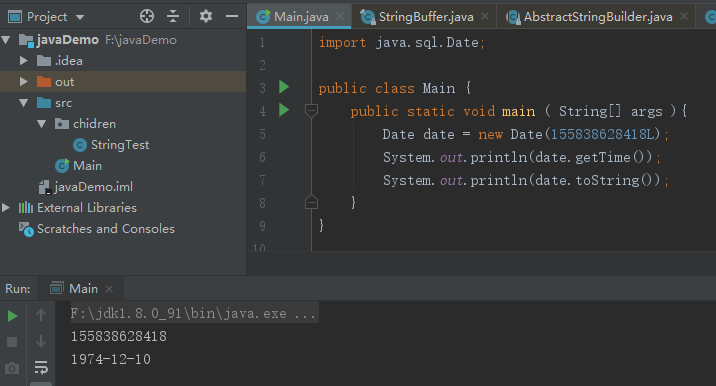 Project
javaDemo F:\javaDemo
.idea
out
src
chidren
StringTest
Main
javaDemo.iml
External Libraries
Scratches and Consoles
Main.java StringBuffer.java AbstractStringBuilder.java
1 import java.sql.Date;
2
3 public class Main {
4 public static void main ( String[] args ){
5 Date date = new Date(155838628418L);
6 System.out.println(date.getTime());
7 System.out.println(date.toString());
8 }
9 }
10
Run: Main
F:\jdk1.8.0_91\bin\java.exe ...
155838628418
1974-12-10